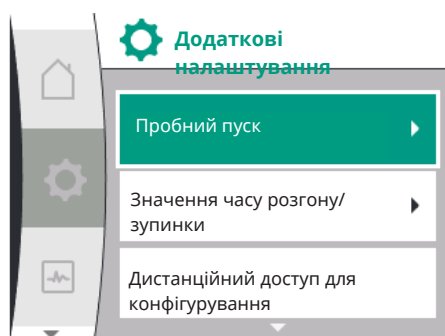 Додаткові
налаштування
Пробний пуск
Значення часу розгону/
зупинки
Дистанційний доступ для
конфігурування